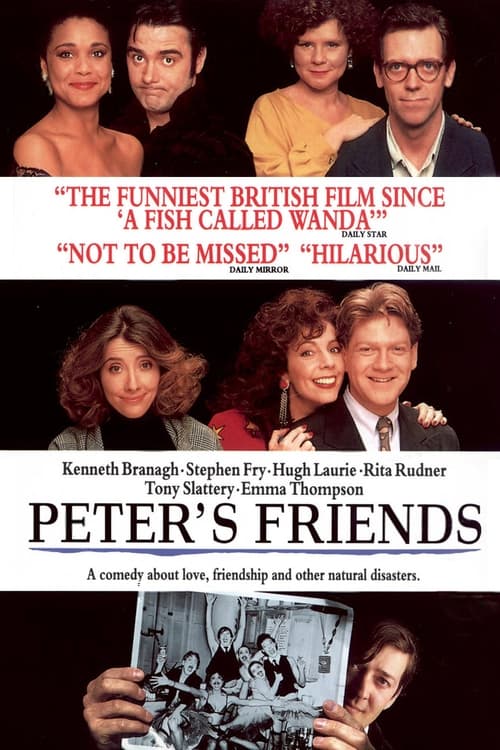 “THE FUNNIEST BRITISH FILM SINCE
‘A FISH CALLED WANDA’”
DAILY STAR
“NOT TO BE MISSED” “HILARIOUS”
DAILY MIRROR DAILY MAIL
Kenneth Branagh · Stephen Fry · Hugh Laurie · Rita Rudner
Tony Slattery · Emma Thompson
PETER’S FRIENDS
A comedy about love, friendship and other natural disasters.